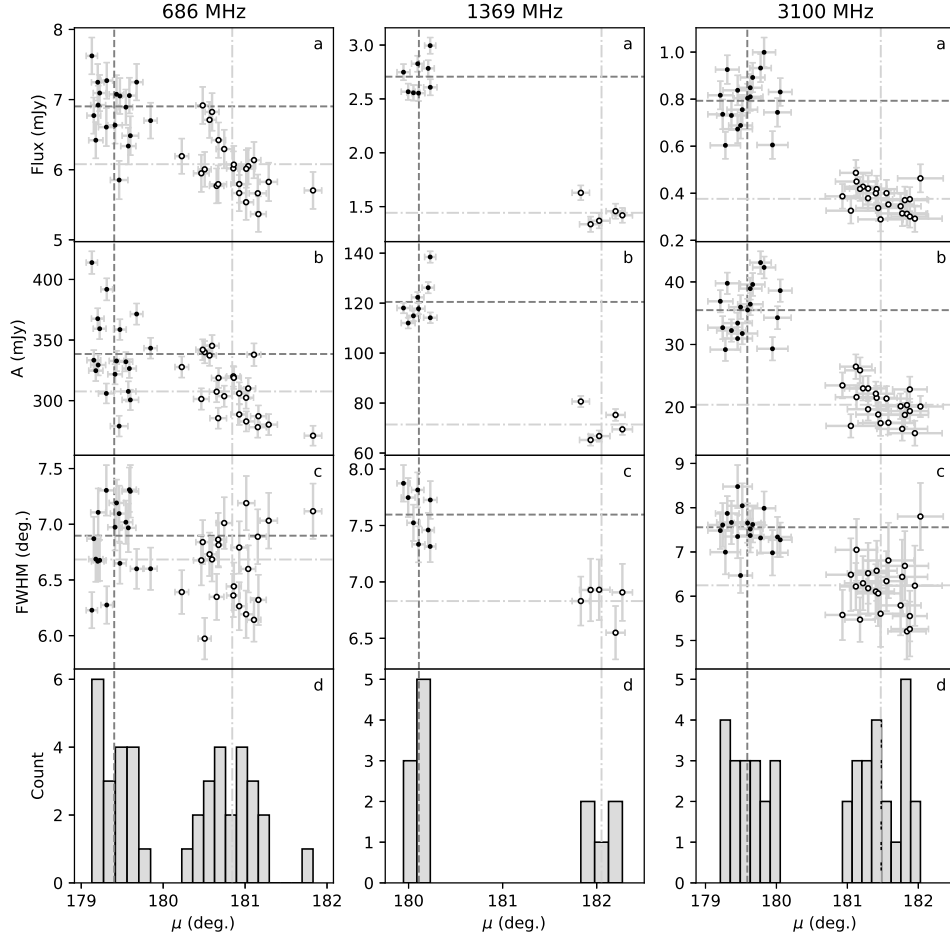 686 MHz 1369 MHz 3100 MHz
a a a
8 3.0 1.0
7 2.5 0.8
6 2.0 0.6
5 1.5 0.4
0.2
Flux (mJy)
b b b
400 140 40
350 120 30
300 100 20
80
60
A (mJy)
c c c
7.5 8.0 9
7.0 7.5 8
6.5 7.0 7
6.0 6.5 6
5
FWHM (deg.)
d d d
6 5 5
4 4 4
2 3 3
0 2 2
1 1
0 0
Count
179 180 181 182 180 181 182 179 180 181 182
μ (deg.) μ (deg.) μ (deg.)